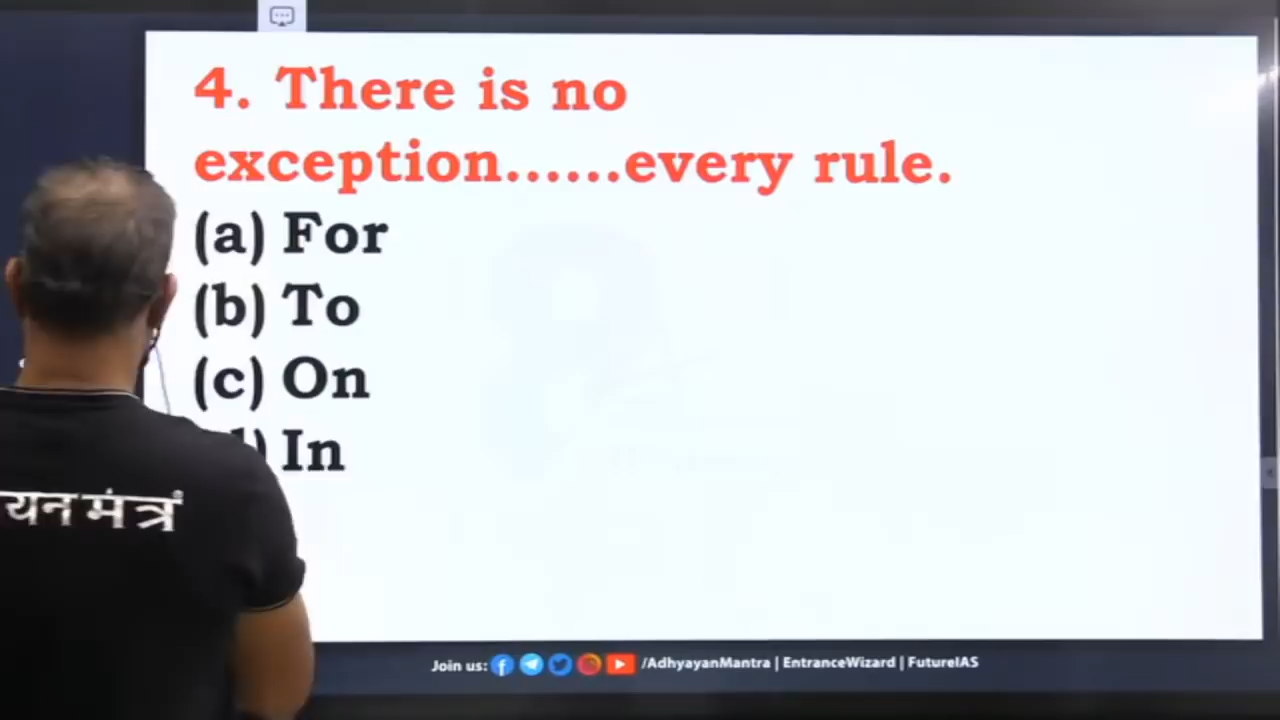 4. There is no
exception......every rule.
(a) For
(b) To
(c) On
In
यन मंत्र
Join us: /AdhyayanMantra | EntranceWizard | FutureIAS